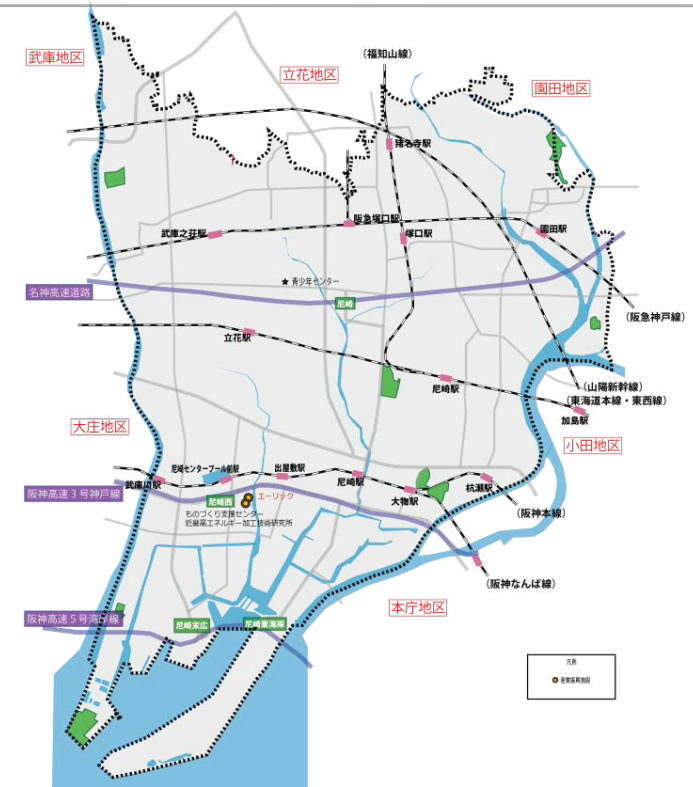 武庫地区
立花地区
(福知山線)
園田地区
猪名寺駅
武庫之荘駅
阪急塚口駅
塚口駅
園田駅
★ 青少年センター
名神高速道路
尼崎
(阪急神戸線)
立花駅
尼崎駅
(山陽新幹線)
(東海道本線・東西線)
加島駅
大庄地区
小田地区
武庫川駅
尼崎センタープール前駅
出屋敷駅
尼崎駅
大物駅
杭瀬駅
阪神高速3号神戸線
尼崎西
エーリック
ものづくり支援センター
近畿高エネルギー加工技術研究所
(阪神本線)
(阪神なんば線)
本庁地区
阪神高速5号湾岸線
尼崎末広
尼崎東海岸
凡例
産業振興施設